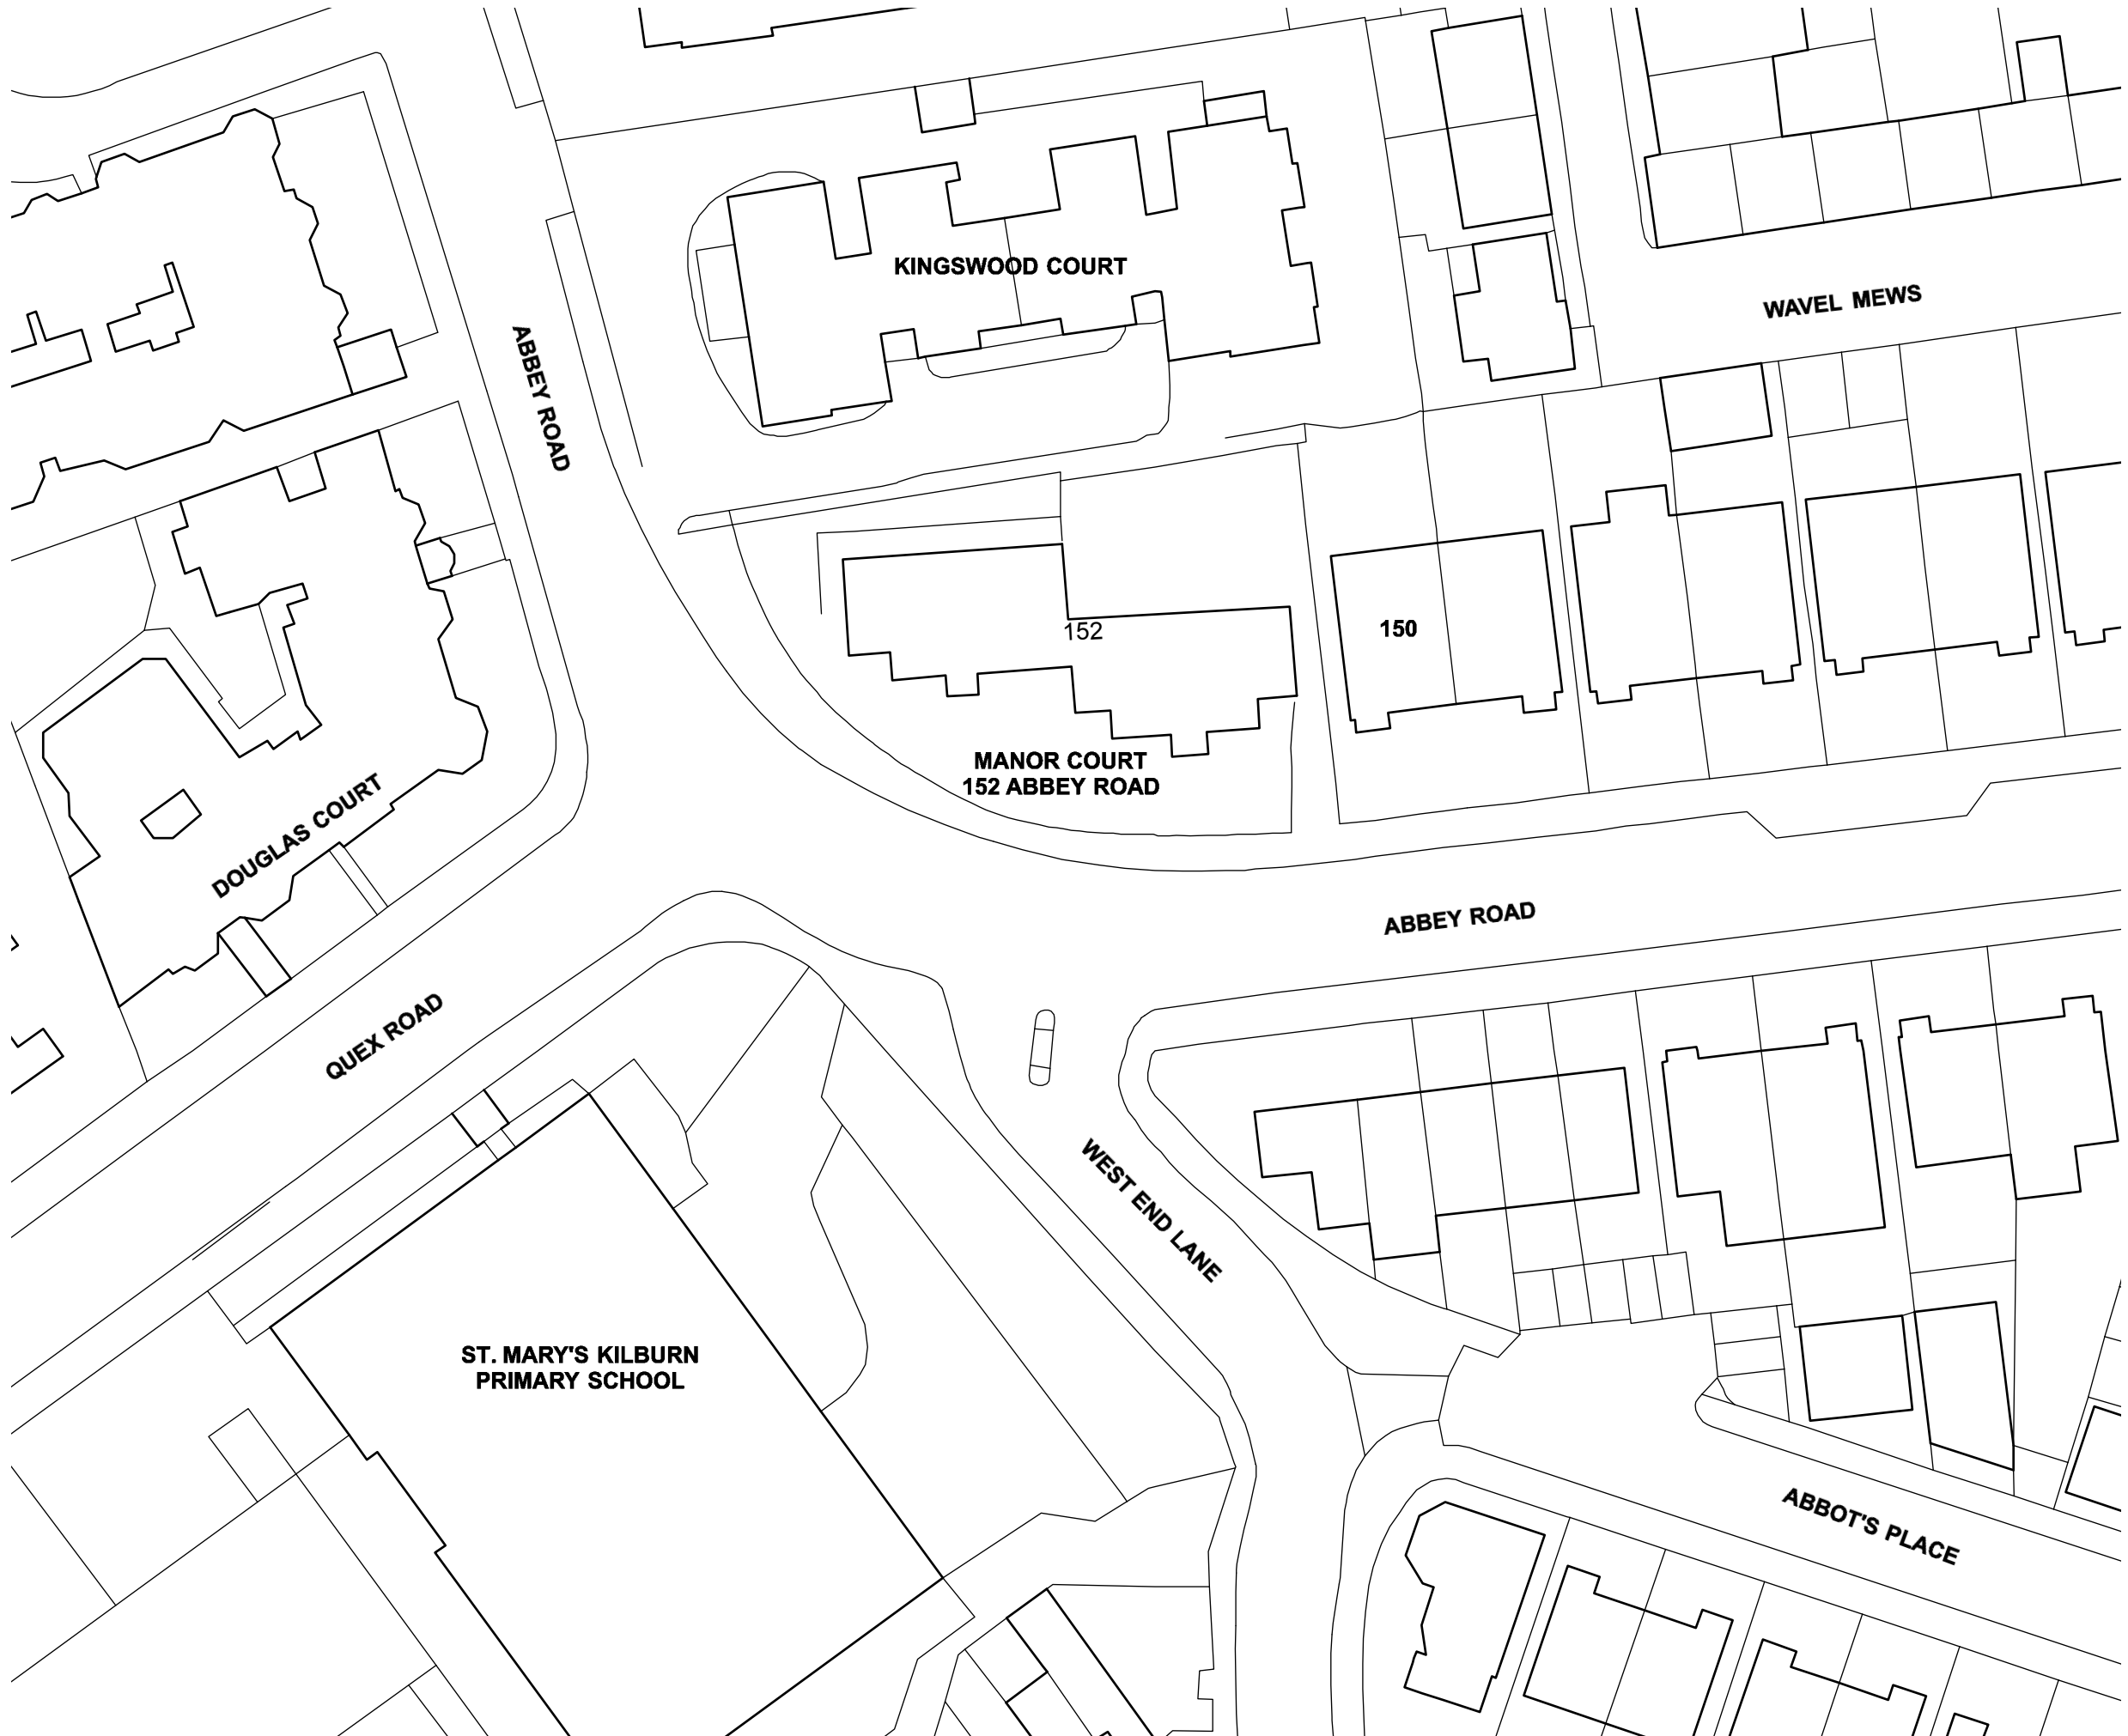 KINGSWOOD COURT
WAVEL MEWS
ABBEY ROAD
152
150
MANOR COURT
152 ABBEY ROAD
DOUGLAS COURT
ABBEY ROAD
QUEX ROAD
WEST END LANE
ST. MARY'S KILBURN
PRIMARY SCHOOL
ABBOT'S PLACE